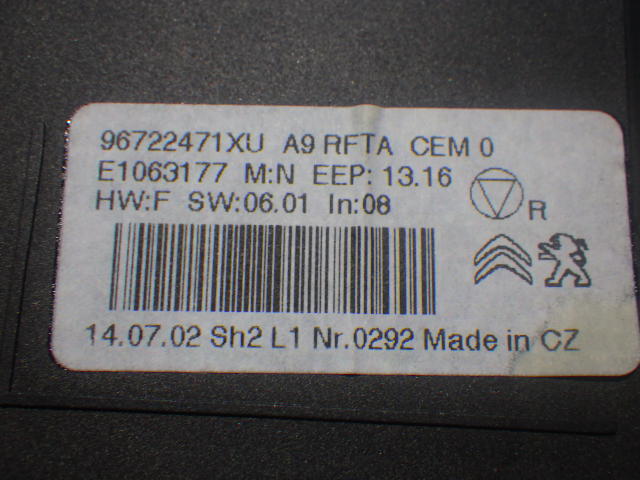 96722471XU A9 RFTA CEM 0
E1063177 M:N EEP: 13.16
HW:F SW:06.01 In:08
R
14.07.02 Sh2 L1 Nr.0292 Made in CZ